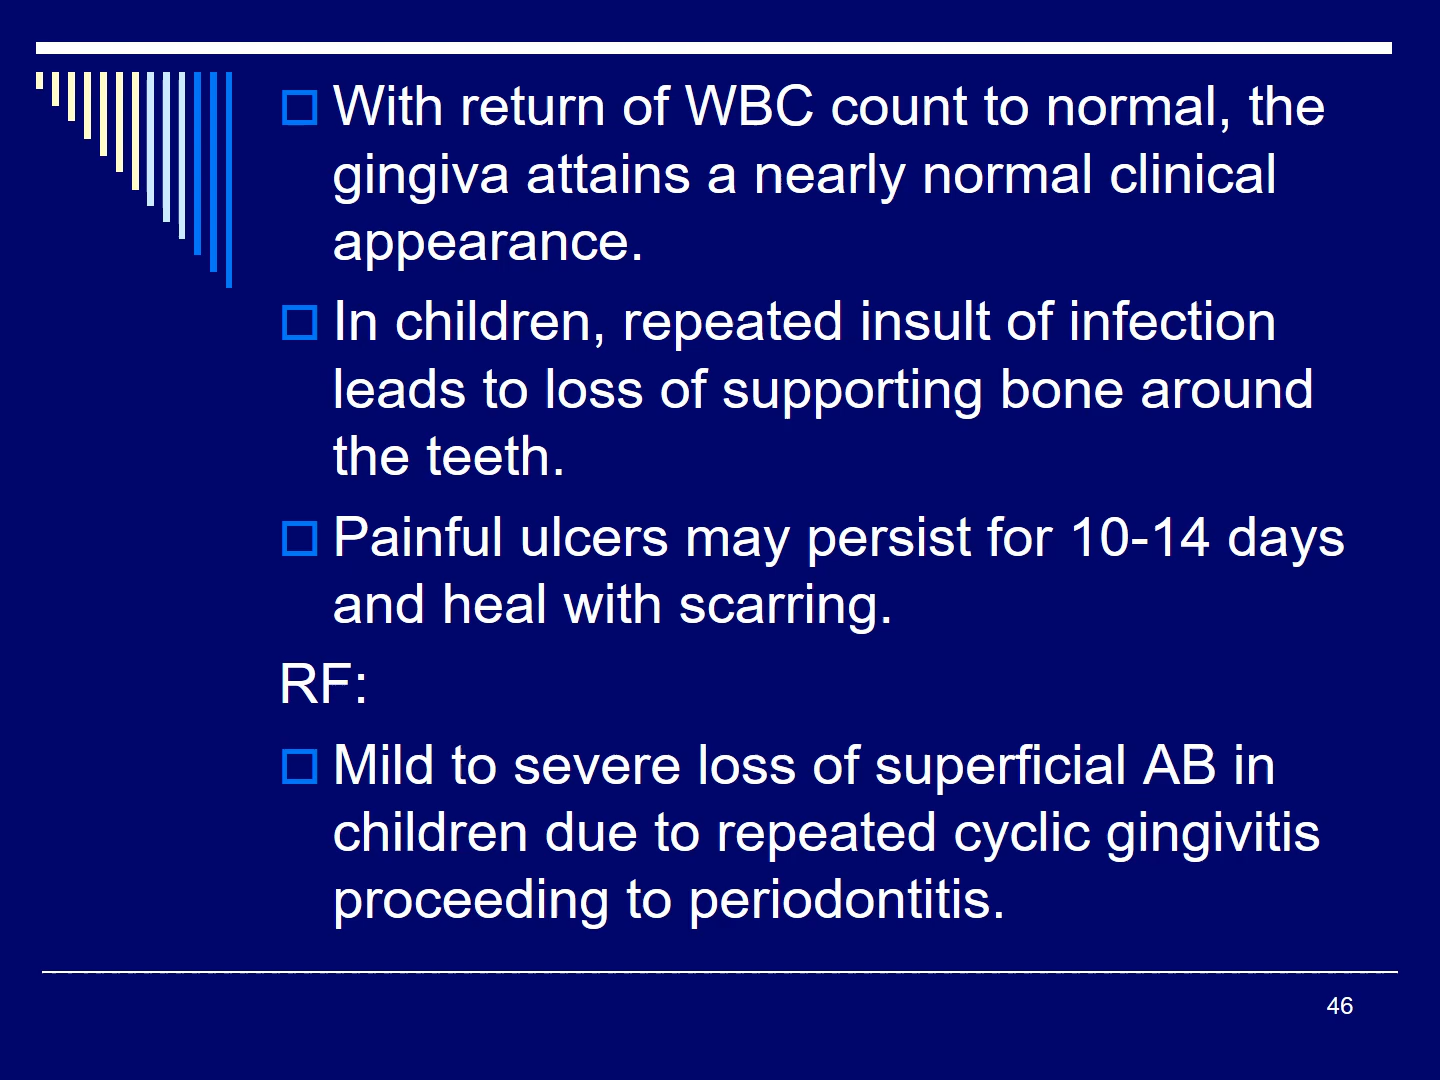 With return of WBC count to normal, the
gingiva attains a nearly normal clinical
appearance.
In children, repeated insult of infection
leads to loss of supporting bone around
the teeth.
Painful ulcers may persist for 10-14 days
and heal with scarring.
RF:
Mild to severe loss of superficial AB in
children due to repeated cyclic gingivitis
proceeding to periodontitis.
46